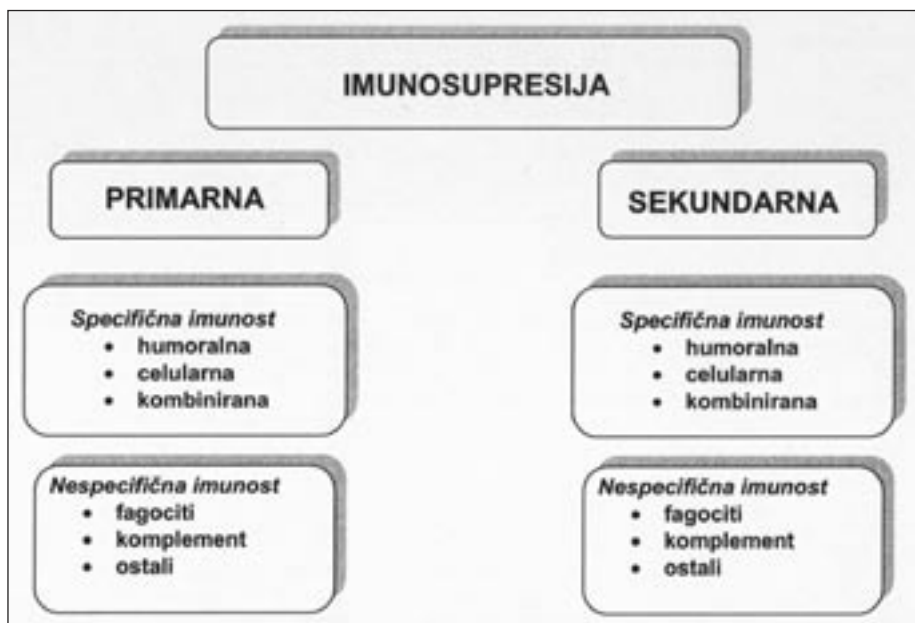 IMUNOSUPRESIJA
PRIMARNA
Specifična imunost
• humoralna
• celularna
• kombinirana
Nespecifična imunost
• fagociti
• komplement
• ostali
SEKUNDARNA
Specifična imunost
• humoralna
• celularna
• kombinirana
Nespecifična imunost
• fagociti
• komplement
• ostali